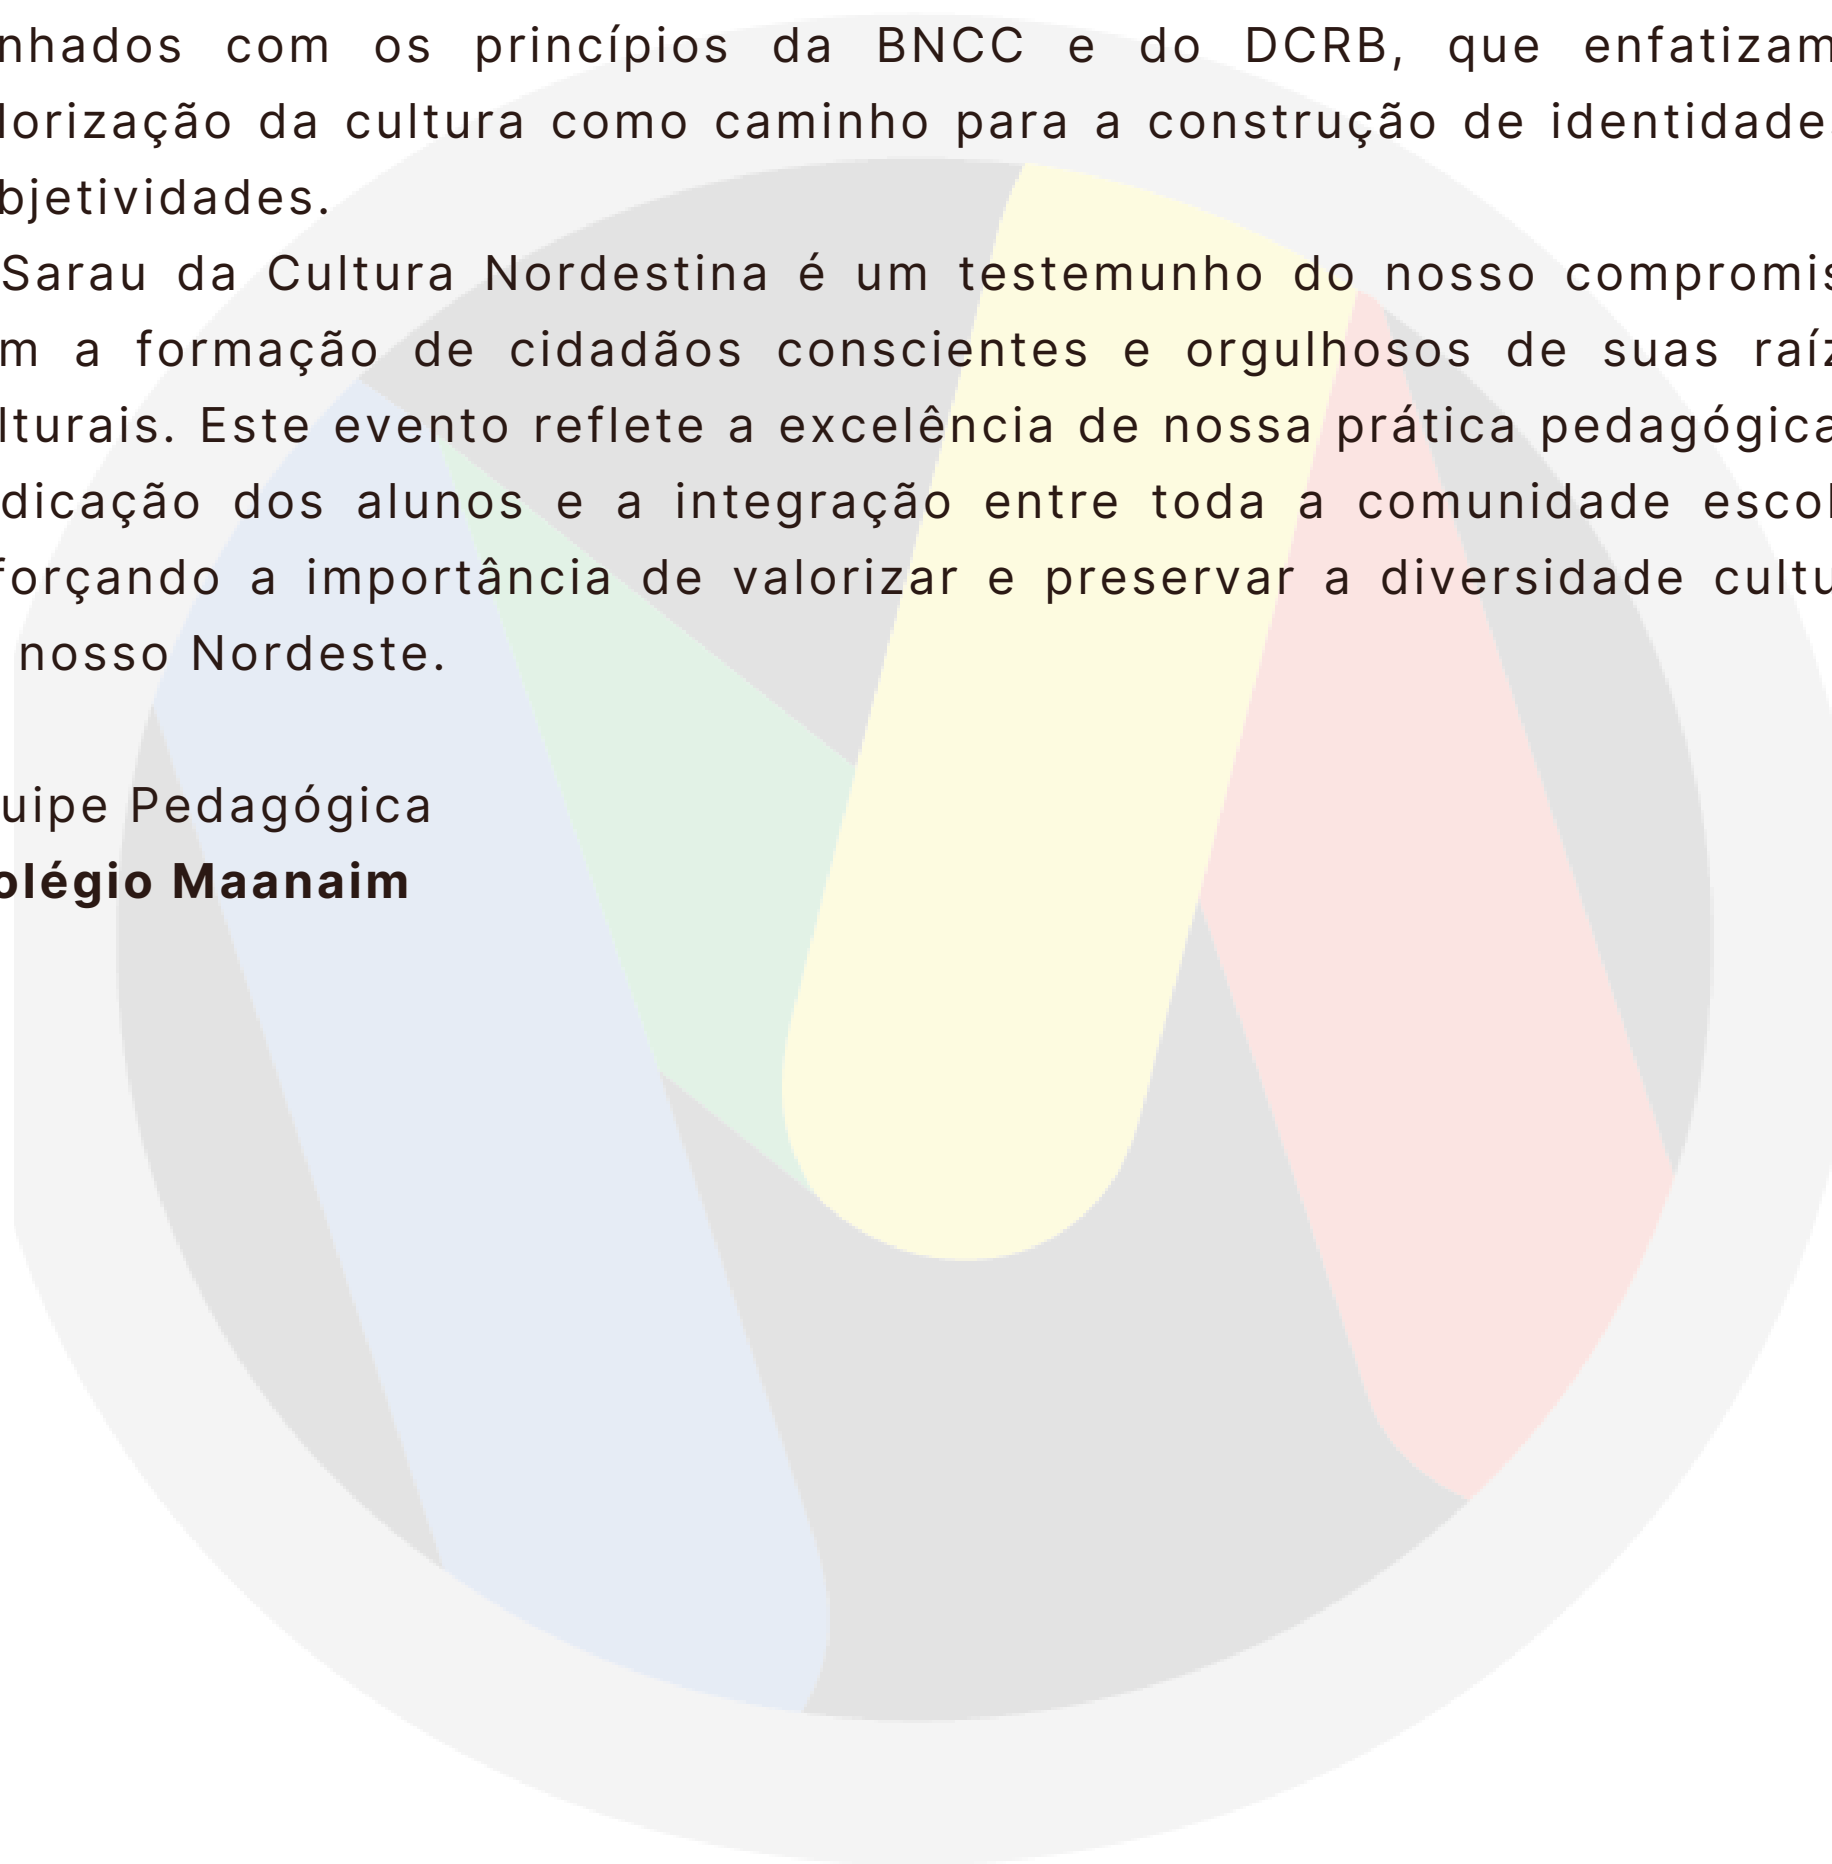 nhados com os princípios da BNCC e do DCRB, que enfatizam
lorização da cultura como caminho para a construção de identidade
bjetividades.
Sarau da Cultura Nordestina é um testemunho do nosso compromis
m a formação de cidadãos conscientes e orgulhosos de suas raíz
lturais. Este evento reflete a excelência de nossa prática pedagógica
dicação dos alunos e a integração entre toda a comunidade escol
forçando a importância de valorizar e preservar a diversidade cultu
nosso Nordeste.
uipe Pedagógica
olégio Maanaim